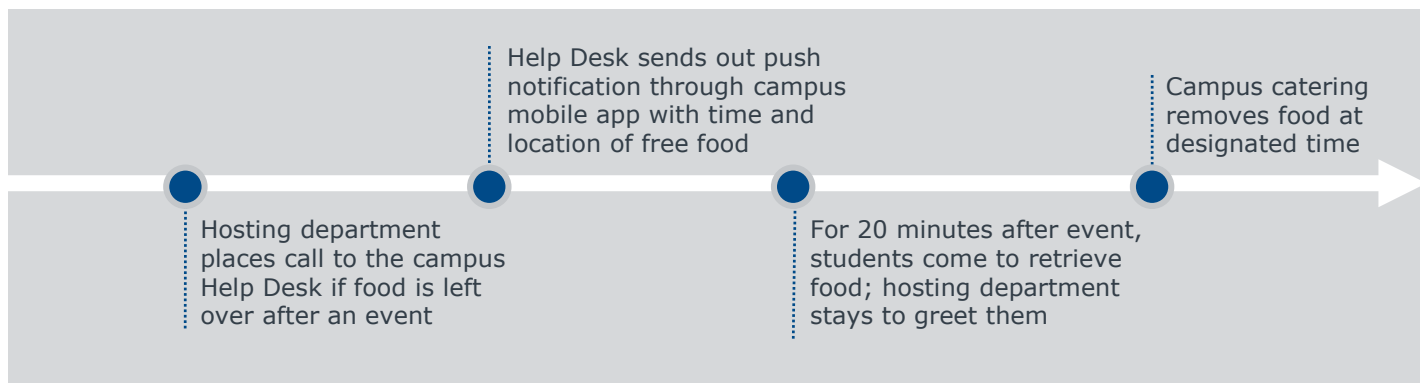 Hosting department
places call to the campus
Help Desk if food is left
over after an event
Help Desk sends out push
notification through campus
mobile app with time and
location of free food
For 20 minutes after event,
students come to retrieve
food; hosting department
stays to greet them
Campus catering
removes food at
designated time